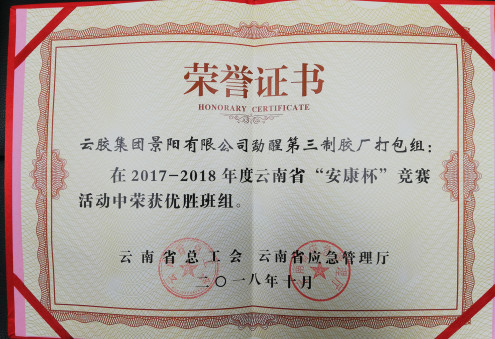 荣誉证书
HONORARY CERTIFICATE
云胶集团景阳有限公司勐醒第三制胶厂打包组：
在2017-2018年度云南省“安康杯”竞赛
活动中荣获优胜班组。
云南省总工会 云南省应急管理厅
二〇一八年十月